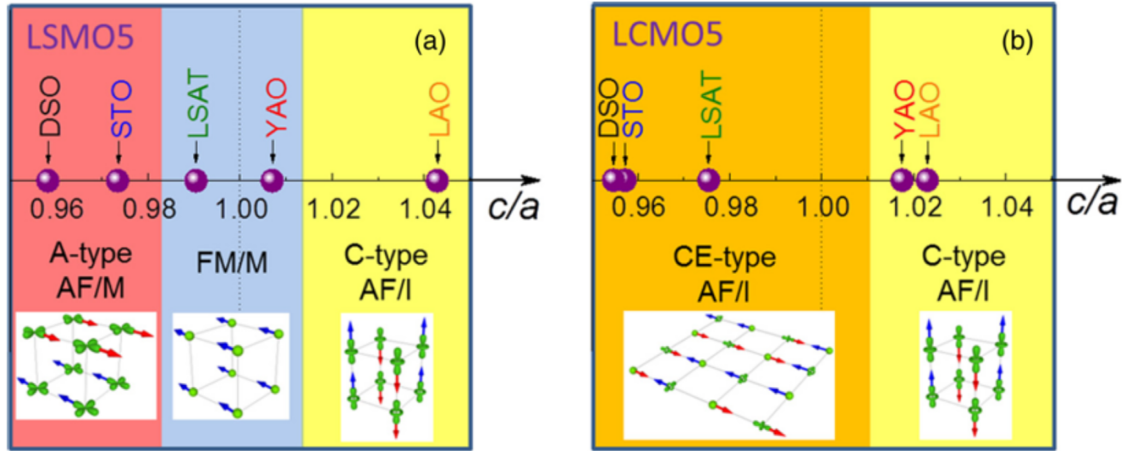 LSMO5
(a)
DSO
STO
LSAT
YAO
LAO
0.96 0.98 1.00 1.02 1.04 c/a
A-type
AF/M
FM/M
C-type
AF/I
LCMO5
(b)
DSO
STO
LSAT
YAO
LAO
0.96 0.98 1.00 1.02 1.04 c/a
CE-type
AF/I
C-type
AF/I